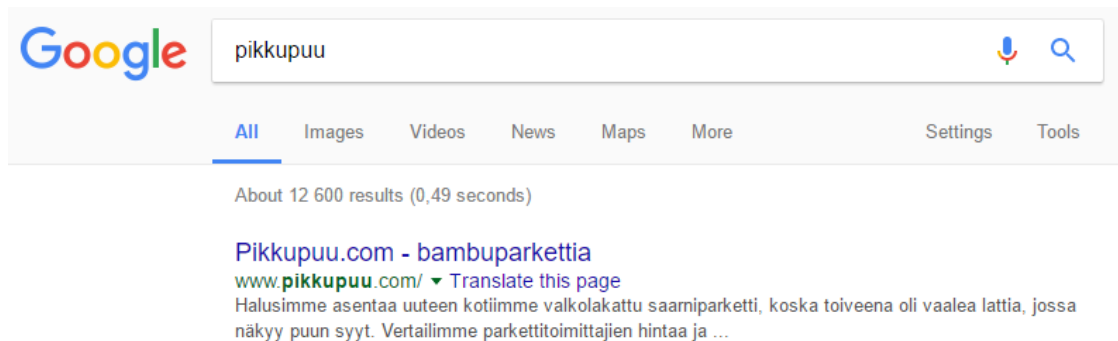 Google pikkupuu
All Images Videos News Maps More Settings Tools
About 12 600 results (0,49 seconds)
Pikkupuu.com - bambuparkettia
www.pikkupuu.com/ ▾ Translate this page
Halusimme asentaa uuteen kotiimme valkolakattu saarniparketti, koska toiveena oli vaalea lattia, jossa
näkyy puun syyt. Vertailimme parkettitoimittajien hintaa ja ...